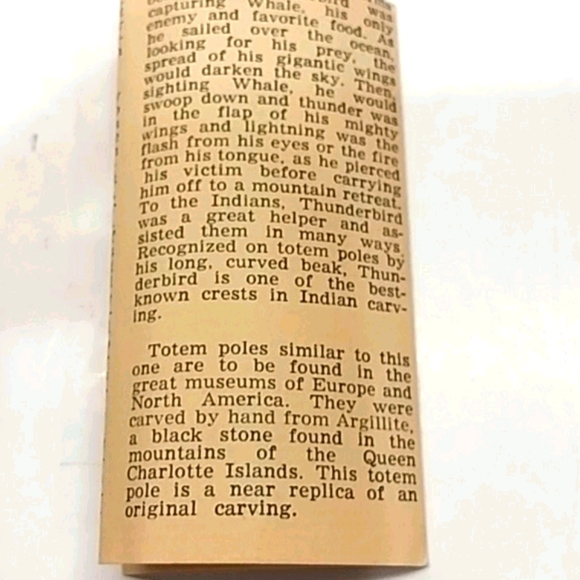 was
capturing Whale, his only
enemy and favorite food. As
he sailed over the ocean,
looking for his prey, the
spread of his gigantic wings
would darken the sky. Then,
sighting Whale, he would
swoop down and thunder was
in the flap of his mighty
wings and lightning was the
flash from his eyes or the fire
from his tongue, as he pierced
his victim before carrying
him off to a mountain retreat.
To the Indians, Thunderbird
was a great helper and as-
sisted them in many ways.
Recognized on totem poles by
his long, curved beak, Thun-
derbird is one of the best-
known crests in Indian carv-
ing.
Totem poles similar to this
one are to be found in the
great museums of Europe and
North America. They were
carved by hand from Argillite,
a black stone found in the
mountains of the Queen
Charlotte Islands. This totem
pole is a near replica of an
original carving.